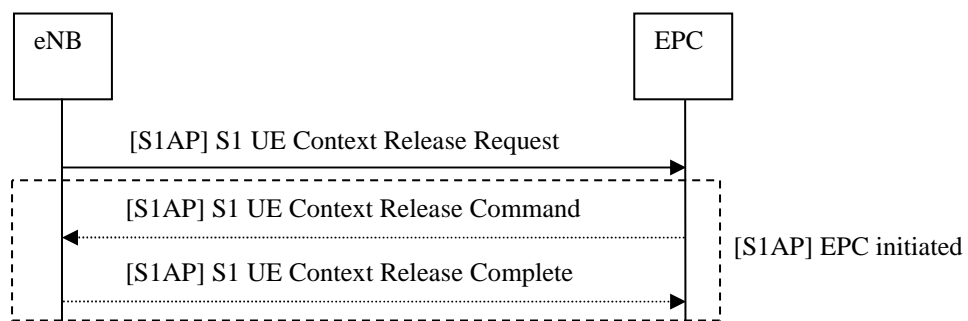 eNB
EPC
[S1AP] S1 UE Context Release Request
[S1AP] S1 UE Context Release Command
[S1AP] EPC initiated
[S1AP] S1 UE Context Release Complete